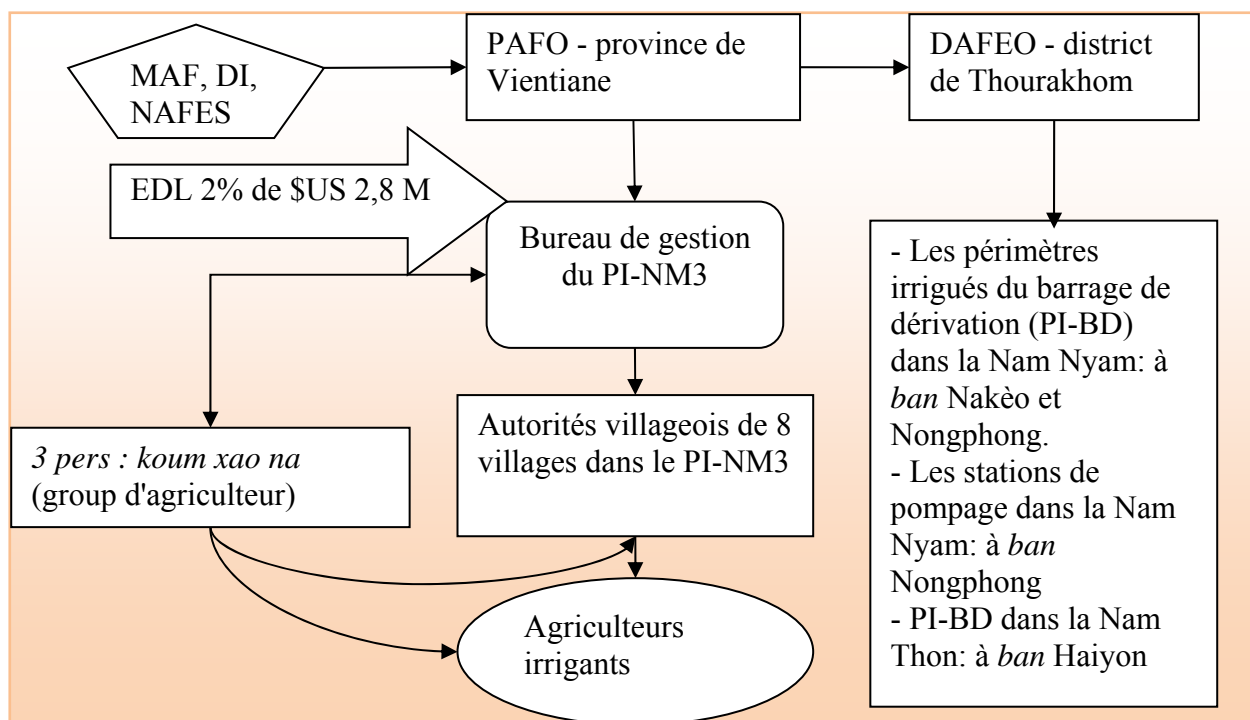 MAF, DI,
NAFES
PAFO - province de
Vientiane
DAFEO - district
de Thourakhom
EDL 2% de $US 2,8 M
Bureau de gestion
du PI-NM3
- Les périmètres
irrigués du barrage de
dérivation (PI-BD)
dans la Nam Nyam: à
ban Nakèo et
Nongphong.
- Les stations de
pompage dans la Nam
Nyam: à ban
Nongphong
- PI-BD dans la Nam
Thon: à ban Haiyon
3 pers : koum xao na
(group d'agriculteur)
Autorités villageois de 8
villages dans le PI-NM3
Agriculteurs
irrigants